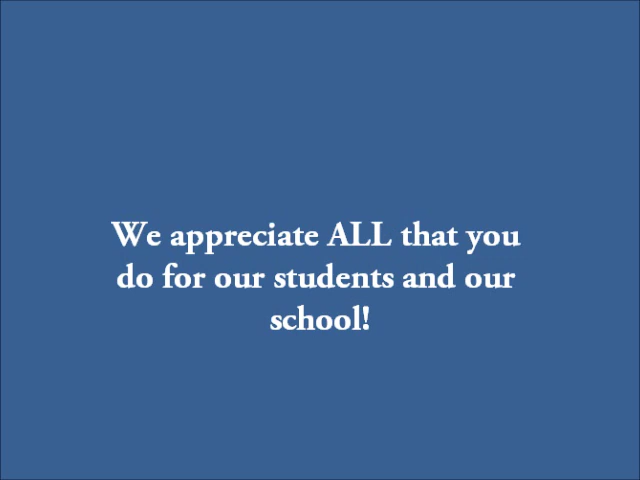 We appreciate ALL that you
do for our students and our
school!